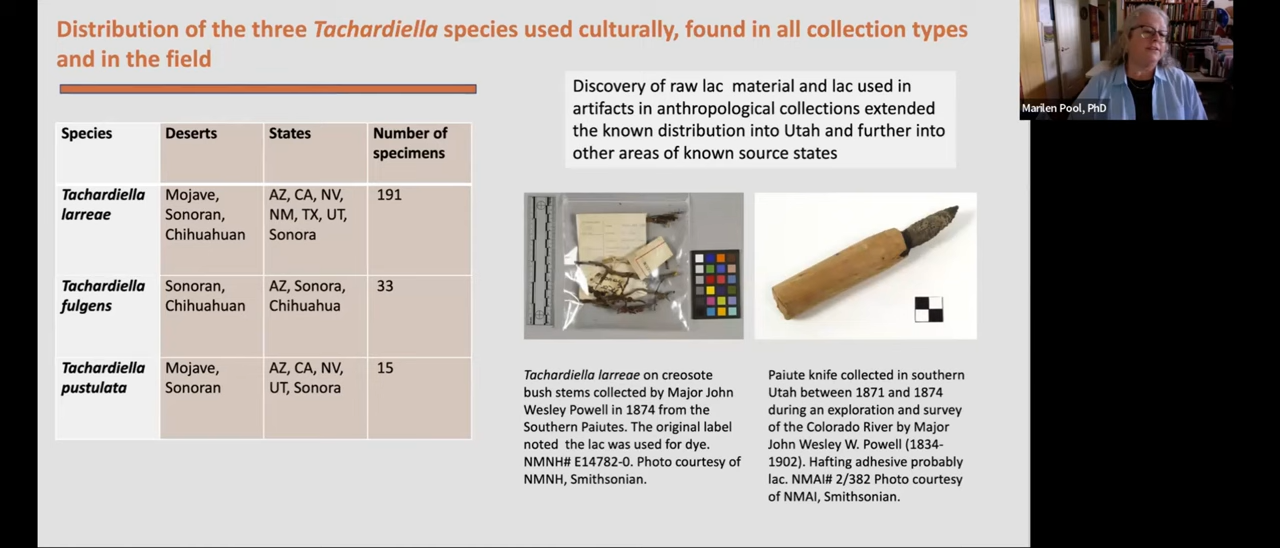 Distribution of the three Tachardiella species used culturally, found in all collection types
and in the field
Species
Deserts
States
Number of
specimens
Tachardiella
larreae
Mojave,
Sonoran,
Chihuahuan
AZ, CA, NV,
NM, TX, UT,
Sonora
191
Tachardiella
fulgens
Sonoran,
Chihuahuan
AZ, Sonora,
Chihuahua
33
Tachardiella
pustulata
Mojave,
Sonoran
AZ, CA, NV,
UT, Sonora
15
Discovery of raw lac material and lac used in
artifacts in anthropological collections extended
the known distribution into Utah and further into
other areas of known source states
Tachardiella larreae on creosote
bush stems collected by Major John
Wesley Powell in 1874 from the
Southern Paiutes. The original label
noted the lac was used for dye.
NMNH# E14782-0. Photo courtesy of
NMNH, Smithsonian.
Paiute knife collected in southern
Utah between 1871 and 1874
during an exploration and survey
of the Colorado River by Major
John Wesley W. Powell (1834-
1902). Hafting adhesive probably
lac. NMAI# 2/382 Photo courtesy
of NMAI, Smithsonian.
Marilen Pool, PhD